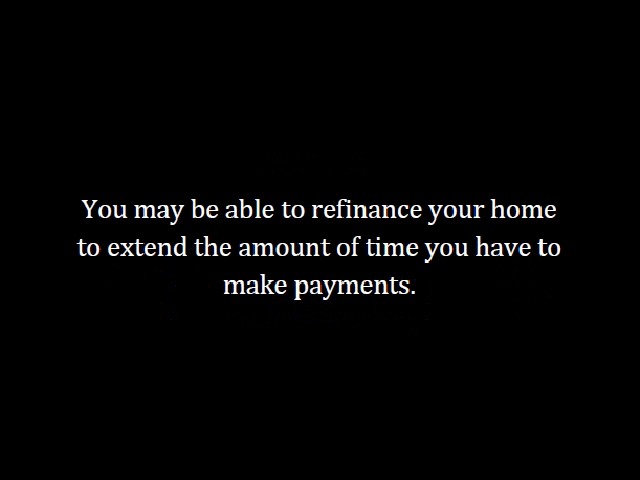 You may be able to refinance your home
to extend the amount of time you have to
make payments.